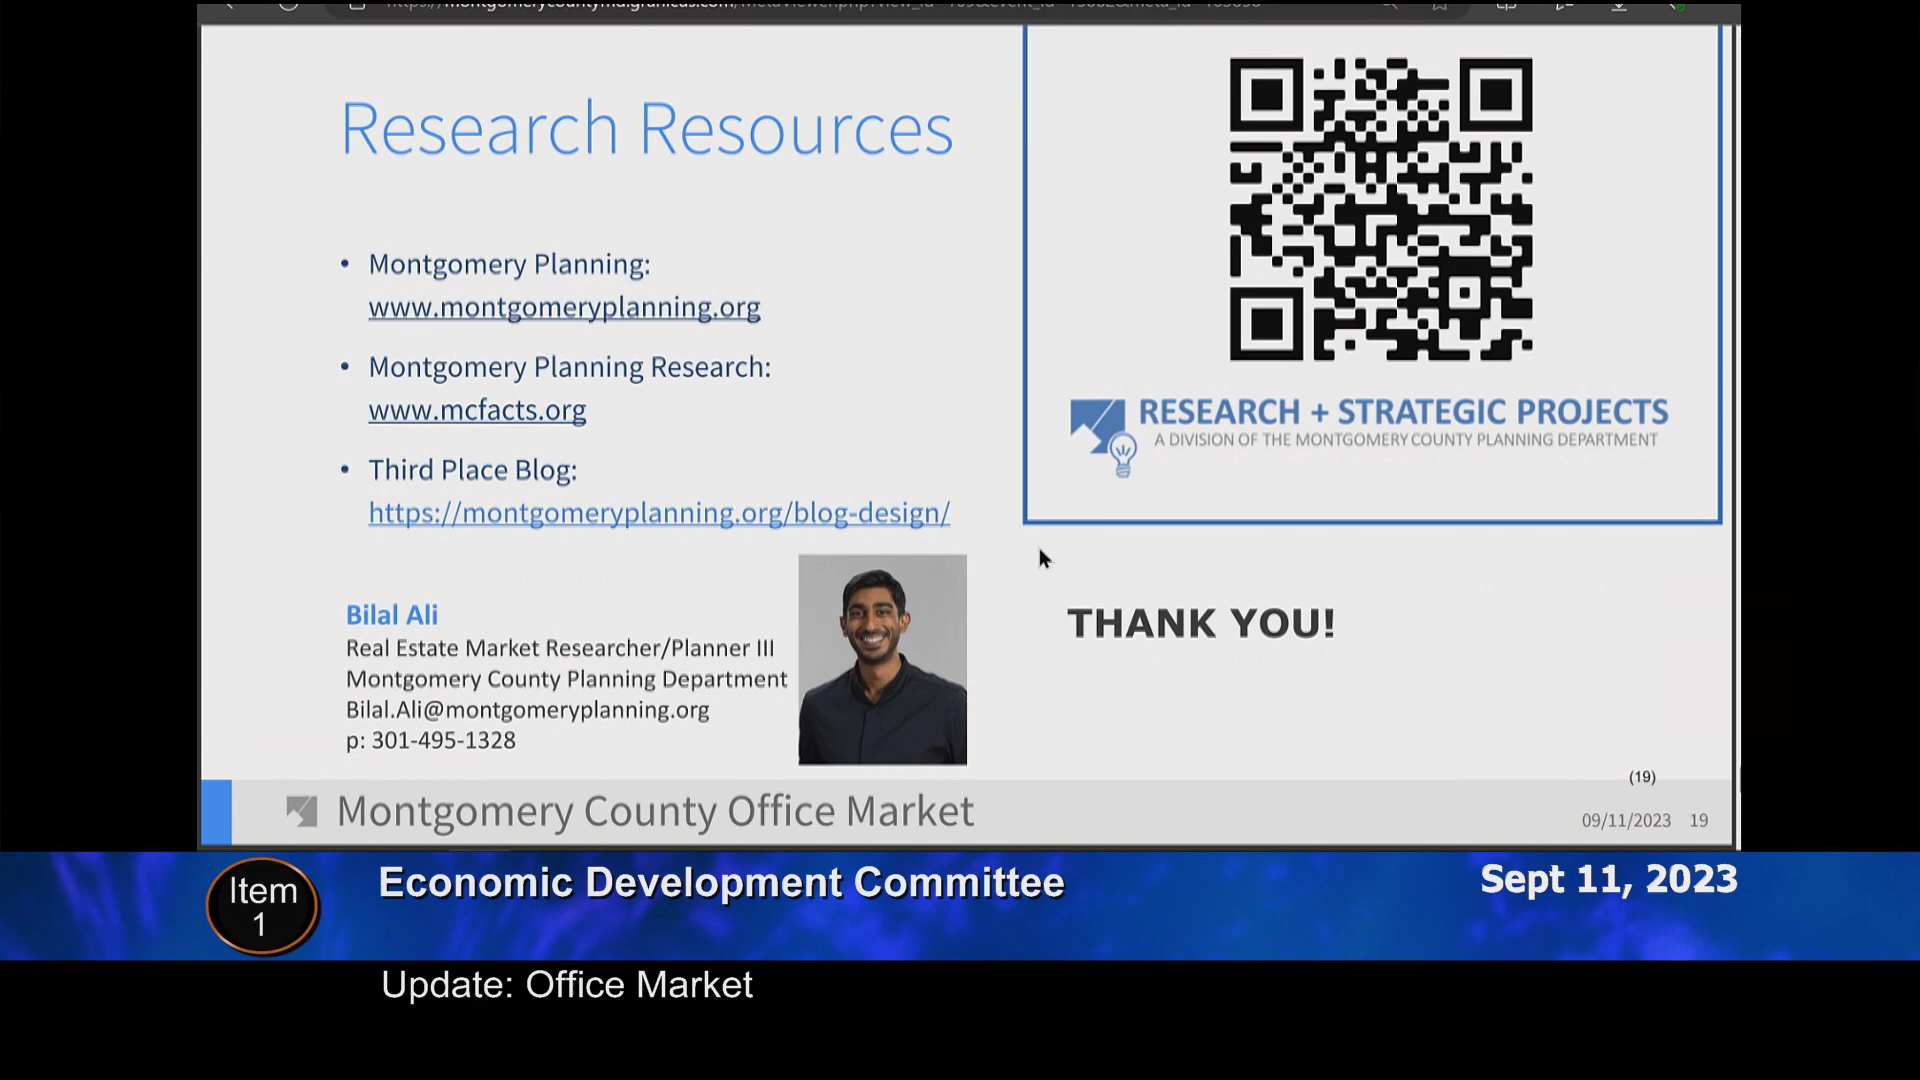 Research Resources
• Montgomery Planning:
www.montgomeryplanning.org
• Montgomery Planning Research:
www.mcfacts.org
• Third Place Blog:
https://montgomeryplanning.org/blog-design/
Bilal Ali
Real Estate Market Researcher/Planner III
Montgomery County Planning Department
Bilal.Ali@montgomeryplanning.org
p: 301-495-1328
RESEARCH + STRATEGIC PROJECTS
A DIVISION OF THE MONTGOMERY COUNTY PLANNING DEPARTMENT
THANK YOU!
(19)
Montgomery County Office Market
09/11/2023 19
Item
1
Economic Development Committee
Sept 11, 2023
Update: Office Market